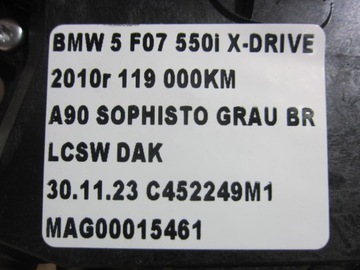 BMW 5 F07 550i X-DRIVE
2010r 119 000KM
A90 SOPHISTO GRAU BR
LCSW DAK
30.11.23 C452249M1
MAG00015461